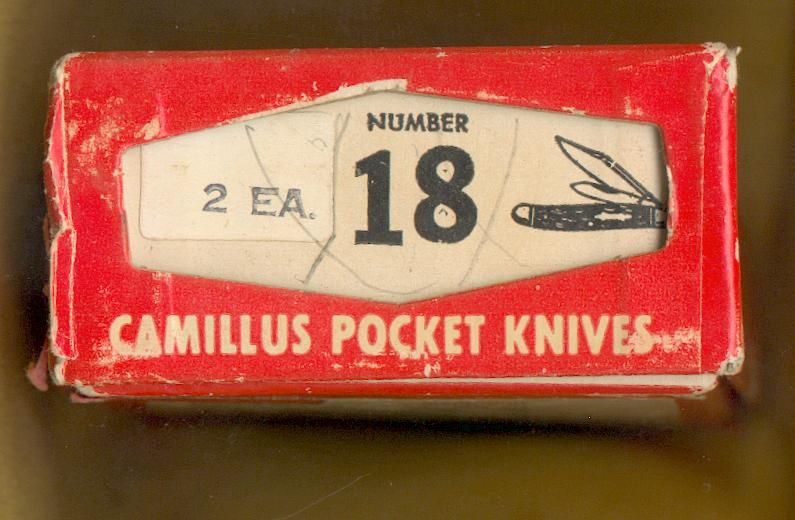 NUMBER
2 EA.
18
CAMILLUS POCKET KNIVES